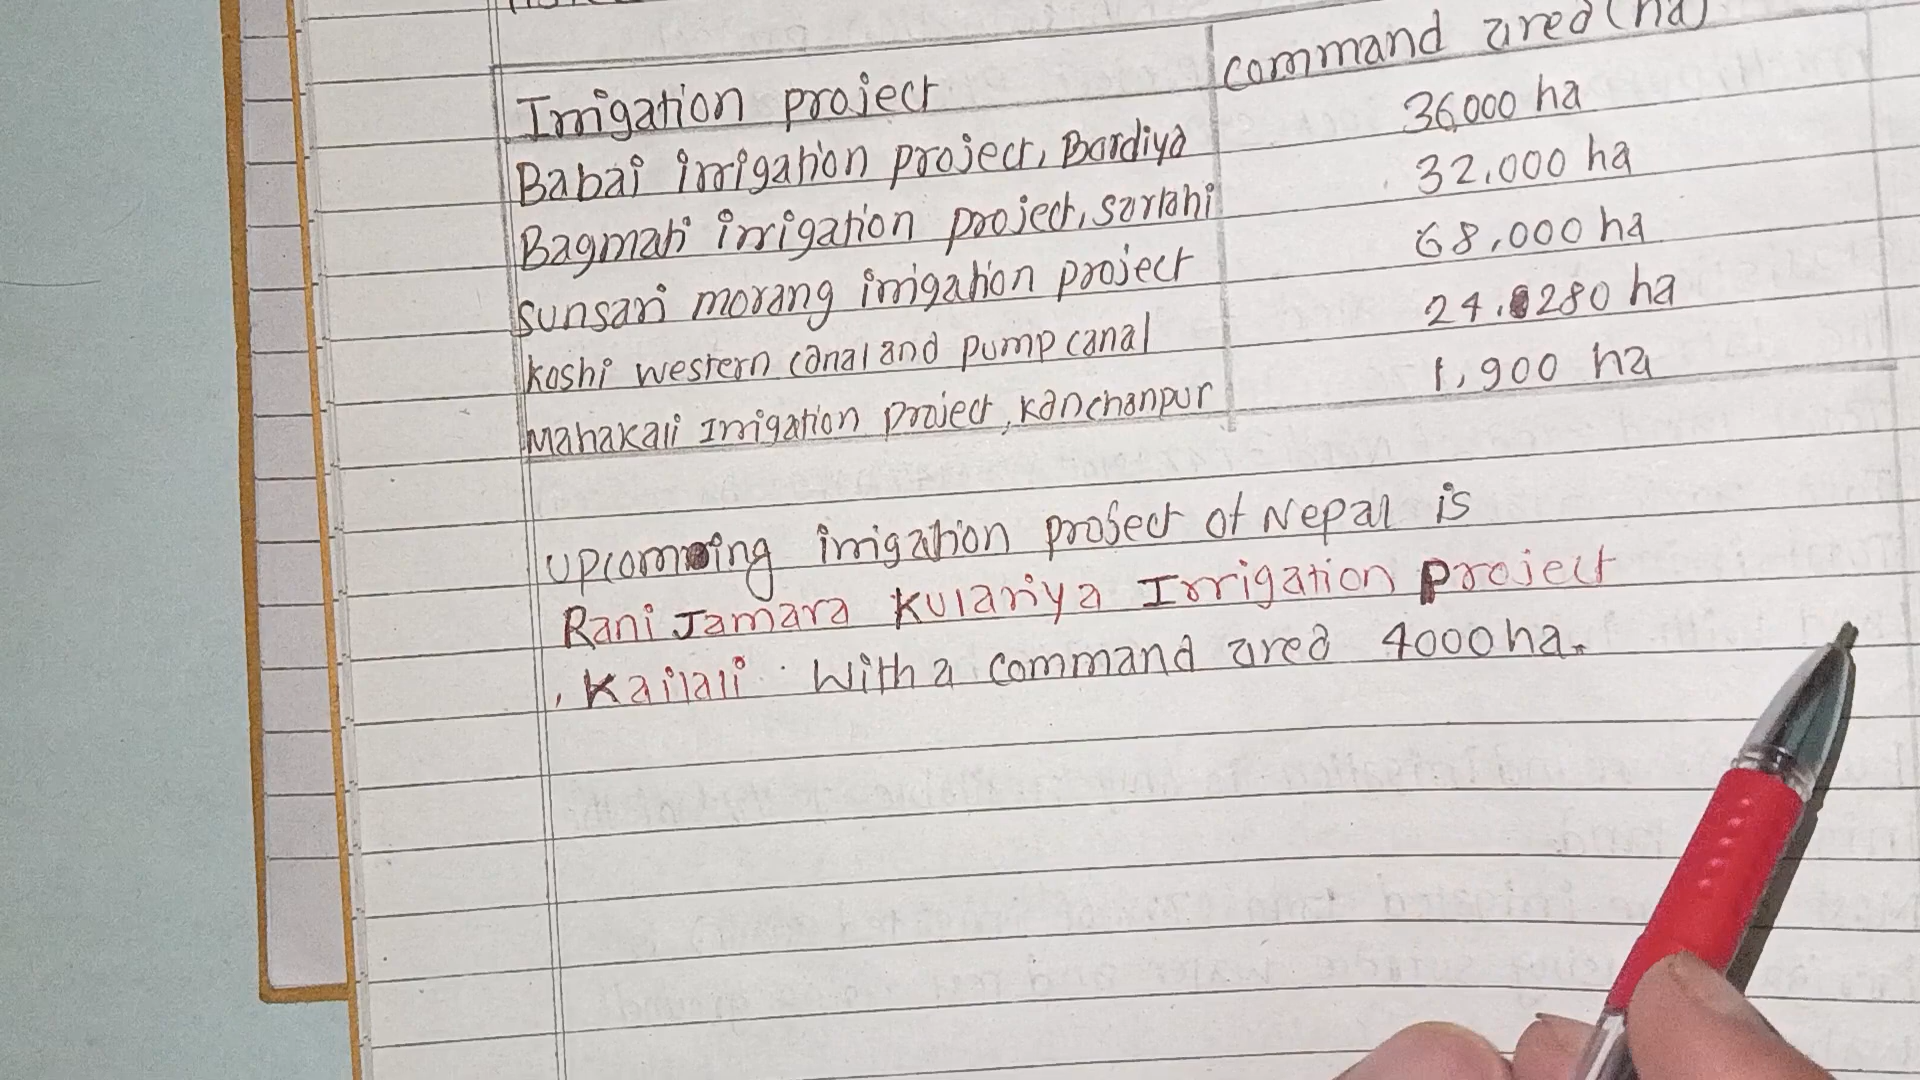 Irrigation project command area (ha)
Babai irrigation project, Bardiya 36,000 ha
Bagmati irrigation project, sarlahi 32,000 ha
sunsari morang irrigation project 68,000 ha
koshi western canal and pump canal 24,280 ha
Mahakali Irrigation project, Kanchanpur 1,900 ha
upcoming irrigation project of Nepal is
Rani Jamara Kulariya Irrigation project
, Kailali With a command area 4000 ha.